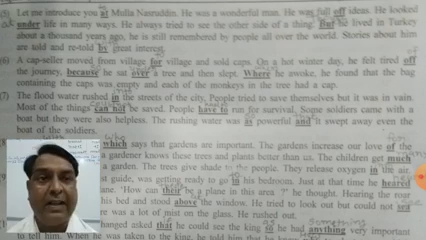 (5) Let me introduce you at Mulla Nasruddin. He was a wonderful man. He was full off ideas. He looked
under life in many ways. He always tried to see the other side of a thing. But he lived in Turkey
about a thousand years ago, he is still remembered by people all over the world. Stories about him
are told and re-told by great interest.
(6) A cap-seller moved from village for village and sold caps. On a hot winter day, he felt tired off
the journey, because he sat over a tree and then slept. Where he awoke, he found that the bag
containing the caps was empty and each of the monkeys in the tree had a cap.
(7) The flood water rushed in the streets of the city. People tried to save themselves but it was in vain.
Most of the things can not be saved. People have to run for survival. Some soldiers came with a
boat but they were also helpless. The rushing water was as powerful and it swept away even the
boat of the soldiers.
which says that gardens are important. The gardens increase our love of the
a gardener knows these trees and plants better than us. The children get much
a garden. The trees give shade to the people. They release oxygen in the air.
guide, was getting ready to go in his bedroom. Just at that time he heared
ane. 'How can their be a plane in this area ?' he thought. Hearing the roar
his bed and stood above the window. He tried to look out but could not
re was a lot of mist on the glass. He rushed out.
anged asked that he could see the king so he had anything very important
to tell him. When he was taken to the king, he told him that he